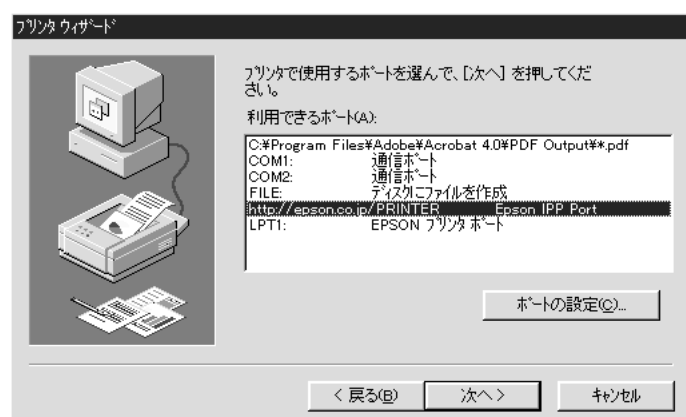 プリンタ ウィザード
プリンタで使用するポートを選んで、[次へ] を押してくだ
さい。
利用できるポート(A):
C:¥Program Files¥Adobe¥Acrobat 4.0¥PDF Output¥*.pdf
COM1: 通信ポート
COM2: 通信ポート
FILE: ディスクにファイルを作成
http://epson.co.jp/PRINTER Epson IPP Port
LPT1: EPSON プリンタ ポート
ポートの設定(C)...
< 戻る(B)
次へ >
キャンセル